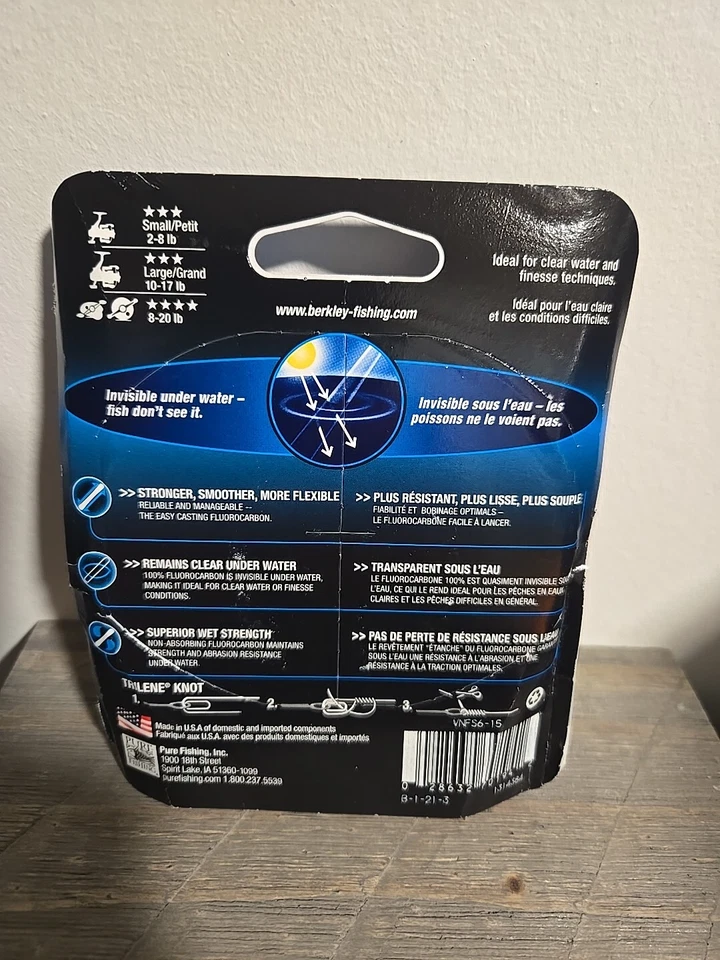 ★★★
Small/Petit
2-8 lb
★★★
Large/Grand
10-17 lb
★★★★
8-20 lb
Ideal for clear water and
finesse techniques.
Idéal pour l'eau claire
et les conditions difficiles.
www.berkley-fishing.com
Invisible under water –
fish don't see it.
Invisible sous l'eau – les
poissons ne le voient pas.
>> STRONGER, SMOOTHER, MORE FLEXIBLE
RELIABLE AND MANAGEABLE --
THE EASY CASTING FLUOROCARBON.
>> PLUS RÉSISTANT, PLUS LISSE, PLUS SOUPLE
FIABILITÉ ET BOBINAGE OPTIMALS –
LE FLUOROCARBONE FACILE À LANCER.
>> REMAINS CLEAR UNDER WATER
100% FLUOROCARBON IS INVISIBLE UNDER WATER,
MAKING IT IDEAL FOR CLEAR WATER OR FINESSE
CONDITIONS.
>> TRANSPARENT SOUS L'EAU
LE FLUOROCARBONE 100% EST QUASIMENT INVISIBLE
L'EAU, CE QUI LE REND IDEAL POUR LES PÊCHES EN
CLAIRES ET LES PÊCHES DIFFICILES EN GÉNÉRAL.
>> SUPERIOR WET STRENGTH
NON-ABSORBING FLUOROCARBON MAINTAINS
STRENGTH AND ABRASION RESISTANCE
UNDER WATER.
>> PAS DE PERTE DE RÉSISTANCE SOUS L'EAU
LE REVÊTEMENT "ÉTANCHE" DU FLUOROCARBONE
SOUS L'EAU UNE RÉSISTANCE À L'ABRASION ET UNE
RÉSISTANCE À LA TRACTION OPTIMALES.
TRILENE® KNOT
1. 2. 3.
Made in U.S.A of domestic and imported components
Fabriqué aux U.S.A. avec des produits domestiques et importés
PURE
FISHING
Pure Fishing, Inc.
1900 18th Street
Spirit Lake, IA 51360-1099
purefishing.com 1.800.237.5539
VNFS6-15
0 28632
1314384
B-1-21-3